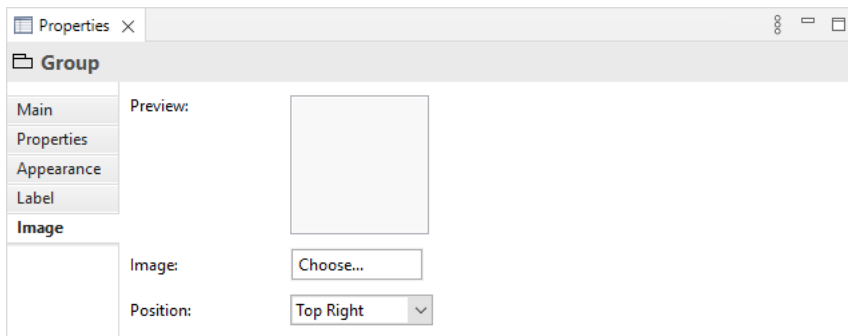 Properties
Group
Main
Properties
Appearance
Label
Image
Preview:
Image:
Choose...
Position:
Top Right